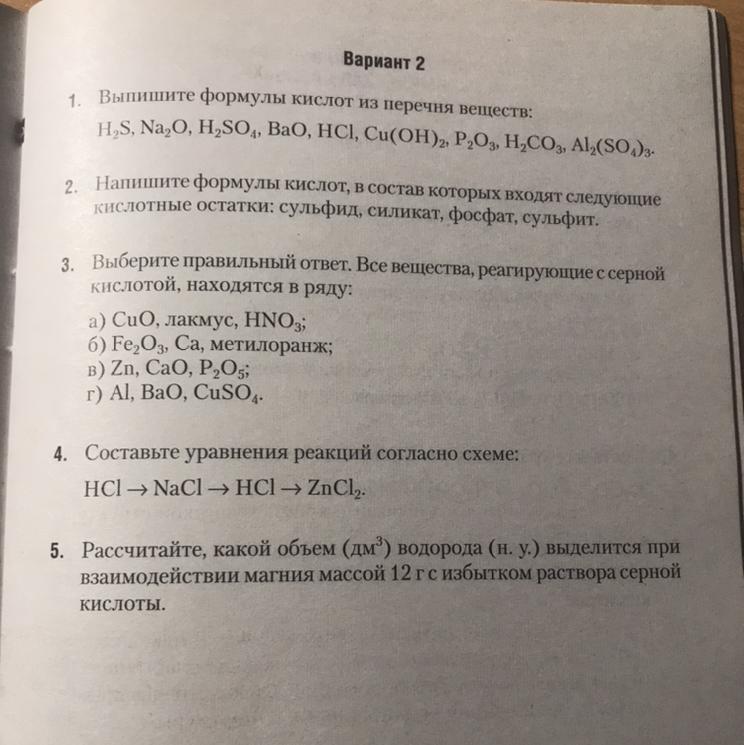 Вариант 2
1. Выпишите формулы кислот из перечня веществ:
H₂S, Na₂O, H₂SO₄, BaO, HCl, Cu(OH)₂, P₂O₃, H₂CO₃, Al₂(SO₄)₃.
2. Напишите формулы кислот, в состав которых входят следующие
кислотные остатки: сульфид, силикат, фосфат, сульфит.
3. Выберите правильный ответ. Все вещества, реагирующие с серной
кислотой, находятся в ряду:
а) CuO, лакмус, HNO₃;
б) Fe₂O₃, Ca, метилоранж;
в) Zn, CaO, P₂O₅;
г) Al, BaO, CuSO₄.
4. Составьте уравнения реакций согласно схеме:
HCl → NaCl → HCl → ZnCl₂.
5. Рассчитайте, какой объем (дм³) водорода (н. у.) выделится при
взаимодействии магния массой 12 г с избытком раствора серной
кислоты.